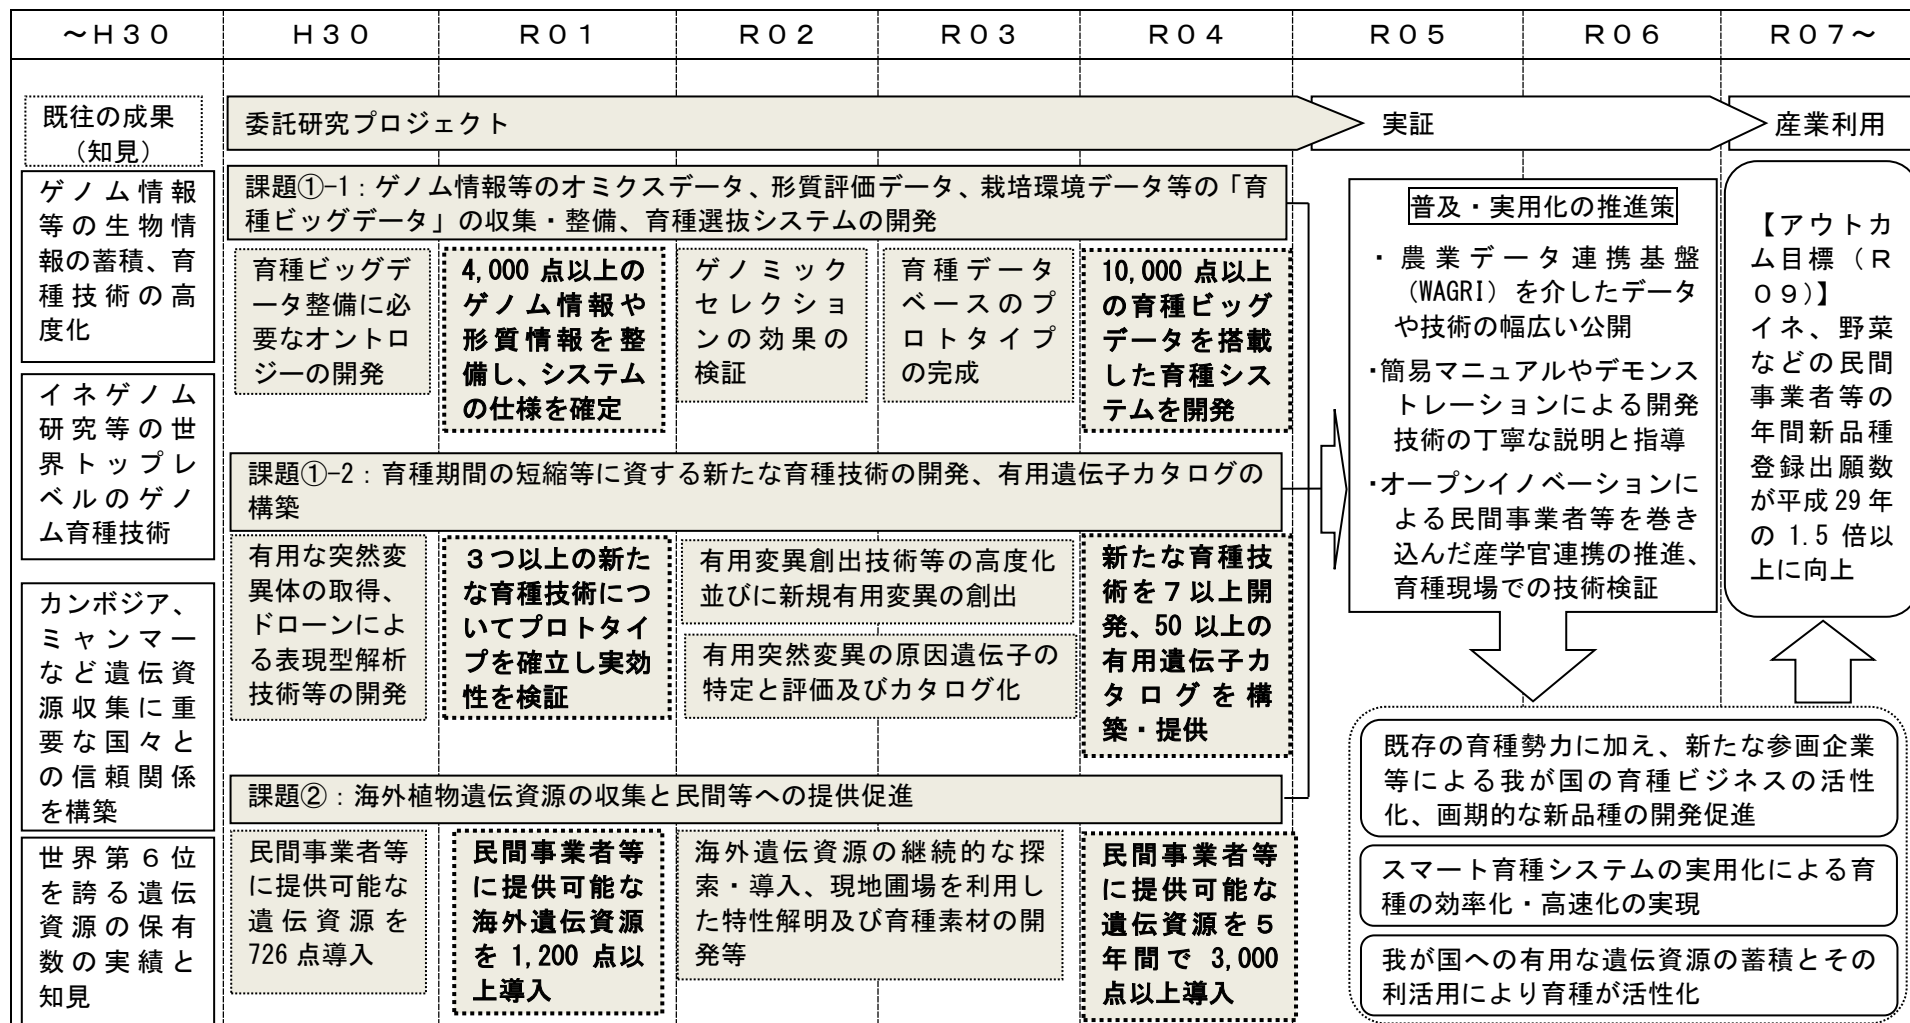 ～Ｈ３０
Ｈ３０
Ｒ０１
Ｒ０２
Ｒ０３
Ｒ０４
Ｒ０５
Ｒ０６
Ｒ０７～
既往の成果
（知見）
ゲノム情報
等の生物情
報の蓄積、育
種技術の高
度化
イネゲノム
研究等の世
界トップレ
ベルのゲノ
ム育種技術
カンボジア、
ミャンマー
など遺伝資
源収集に重
要な国々と
の信頼関係
を構築
世界第６位
を誇る遺伝
資源の保有
数の実績と
知見
委託研究プロジェクト
課題①-1：ゲノム情報等のオミクスデータ、形質評価データ、栽培環境データ等の「育
種ビッグデータ」の収集・整備、育種選抜システムの開発
育種ビッグデ
ータ整備に必
要なオントロ
ジーの開発
4,000 点以上の
ゲノム情報や
形質情報を整
備し、システム
の仕様を確定
ゲノミック
セレクショ
ンの効果の
検証
育種データ
ベースのプ
ロトタイプ
の完成
10,000 点以上
の育種ビッグ
データを搭載
した育種シス
テムを開発
課題①-2：育種期間の短縮等に資する新たな育種技術の開発、有用遺伝子カタログの
構築
有用な突然変
異体の取得、
ドローンによ
る表現型解析
技術等の開発
３つ以上の新た
な育種技術につ
いてプロトタイ
プを確立し実効
性を検証
有用変異創出技術等の高度化
並びに新規有用変異の創出
有用突然変異の原因遺伝子の
特定と評価及びカタログ化
新たな育種技
術を７以上開
発、50 以上の
有用遺伝子カ
タログを構
築・提供
課題②：海外植物遺伝資源の収集と民間等への提供促進
民間事業者等
に提供可能な
遺伝資源を
726 点導入
民間事業者等
に提供可能な
海外遺伝資源
を 1,200 点以
上導入
海外遺伝資源の継続的な探
索・導入、現地圃場を利用し
た特性解明及び育種素材の開
発等
民間事業者等
に提供可能な
遺伝資源を５
年間で 3,000
点以上導入
実証
普及・実用化の推進策
・農業データ連携基盤
（WAGRI）を介したデータ
や技術の幅広い公開
・簡易マニュアルやデモンス
トレーションによる開発
技術の丁寧な説明と指導
・オープンイノベーションに
よる民間事業者等を巻き
込んだ産学官連携の推進、
育種現場での技術検証
産業利用
【アウトカ
ム目標（Ｒ
０９）】
イネ、野菜
などの民間
事業者等の
年間新品種
登録出願数
が平成 29 年
の 1.5 倍以
上に向上
既存の育種勢力に加え、新たな参画企業
等による我が国の育種ビジネスの活性
化、画期的な新品種の開発促進
スマート育種システムの実用化による育
種の効率化・高速化の実現
我が国への有用な遺伝資源の蓄積とその
利活用により育種が活性化